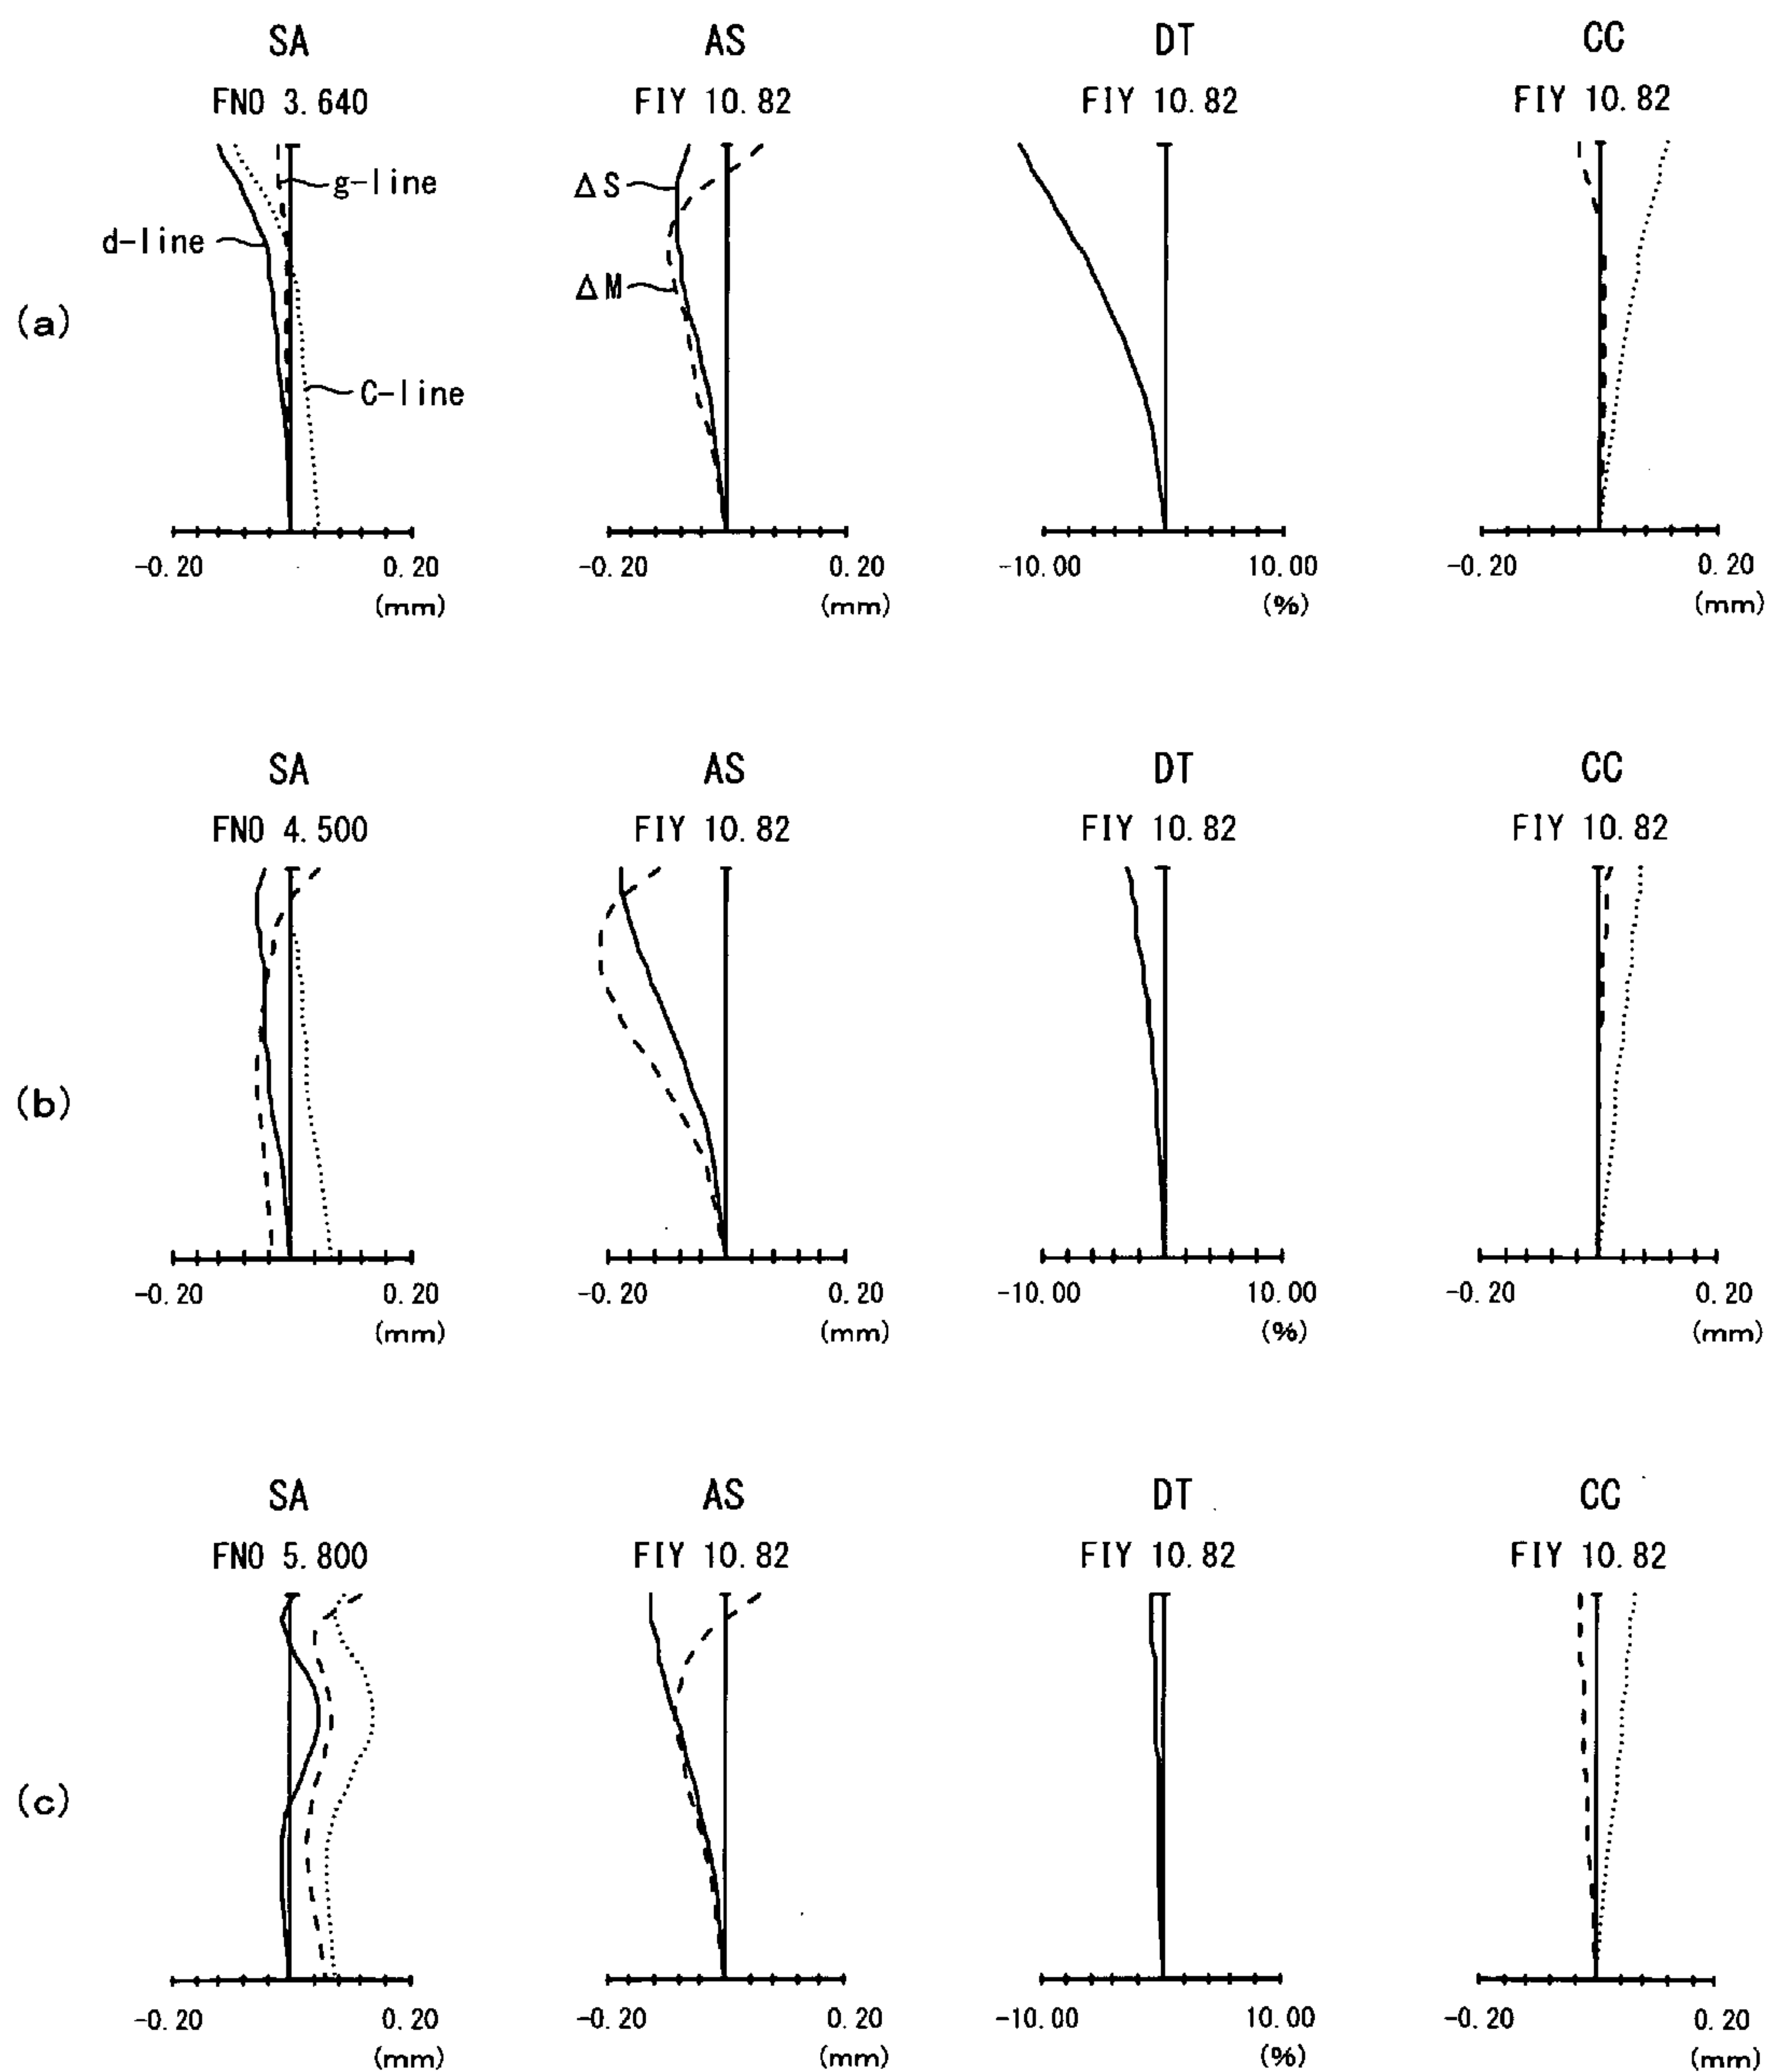 SA AS DT CC
FNO 3.640 FIY 10.82 FIY 10.82 FIY 10.82
ΔS
g-line
d-line
ΔM
(a)
C-line
-0.20 0.20 -0.20 0.20 -10.00 10.00 -0.20 0.20
(mm) (mm) (%) (mm)
SA AS DT CC
FNO 4.500 FIY 10.82 FIY 10.82 FIY 10.82
(b)
-0.20 0.20 -0.20 0.20 -10.00 10.00 -0.20 0.20
(mm) (mm) (%) (mm)
SA AS DT CC
FNO 5.800 FIY 10.82 FIY 10.82 FIY 10.82
(c)
-0.20 0.20 -0.20 0.20 -10.00 10.00 -0.20 0.20
(mm) (mm) (%) (mm)